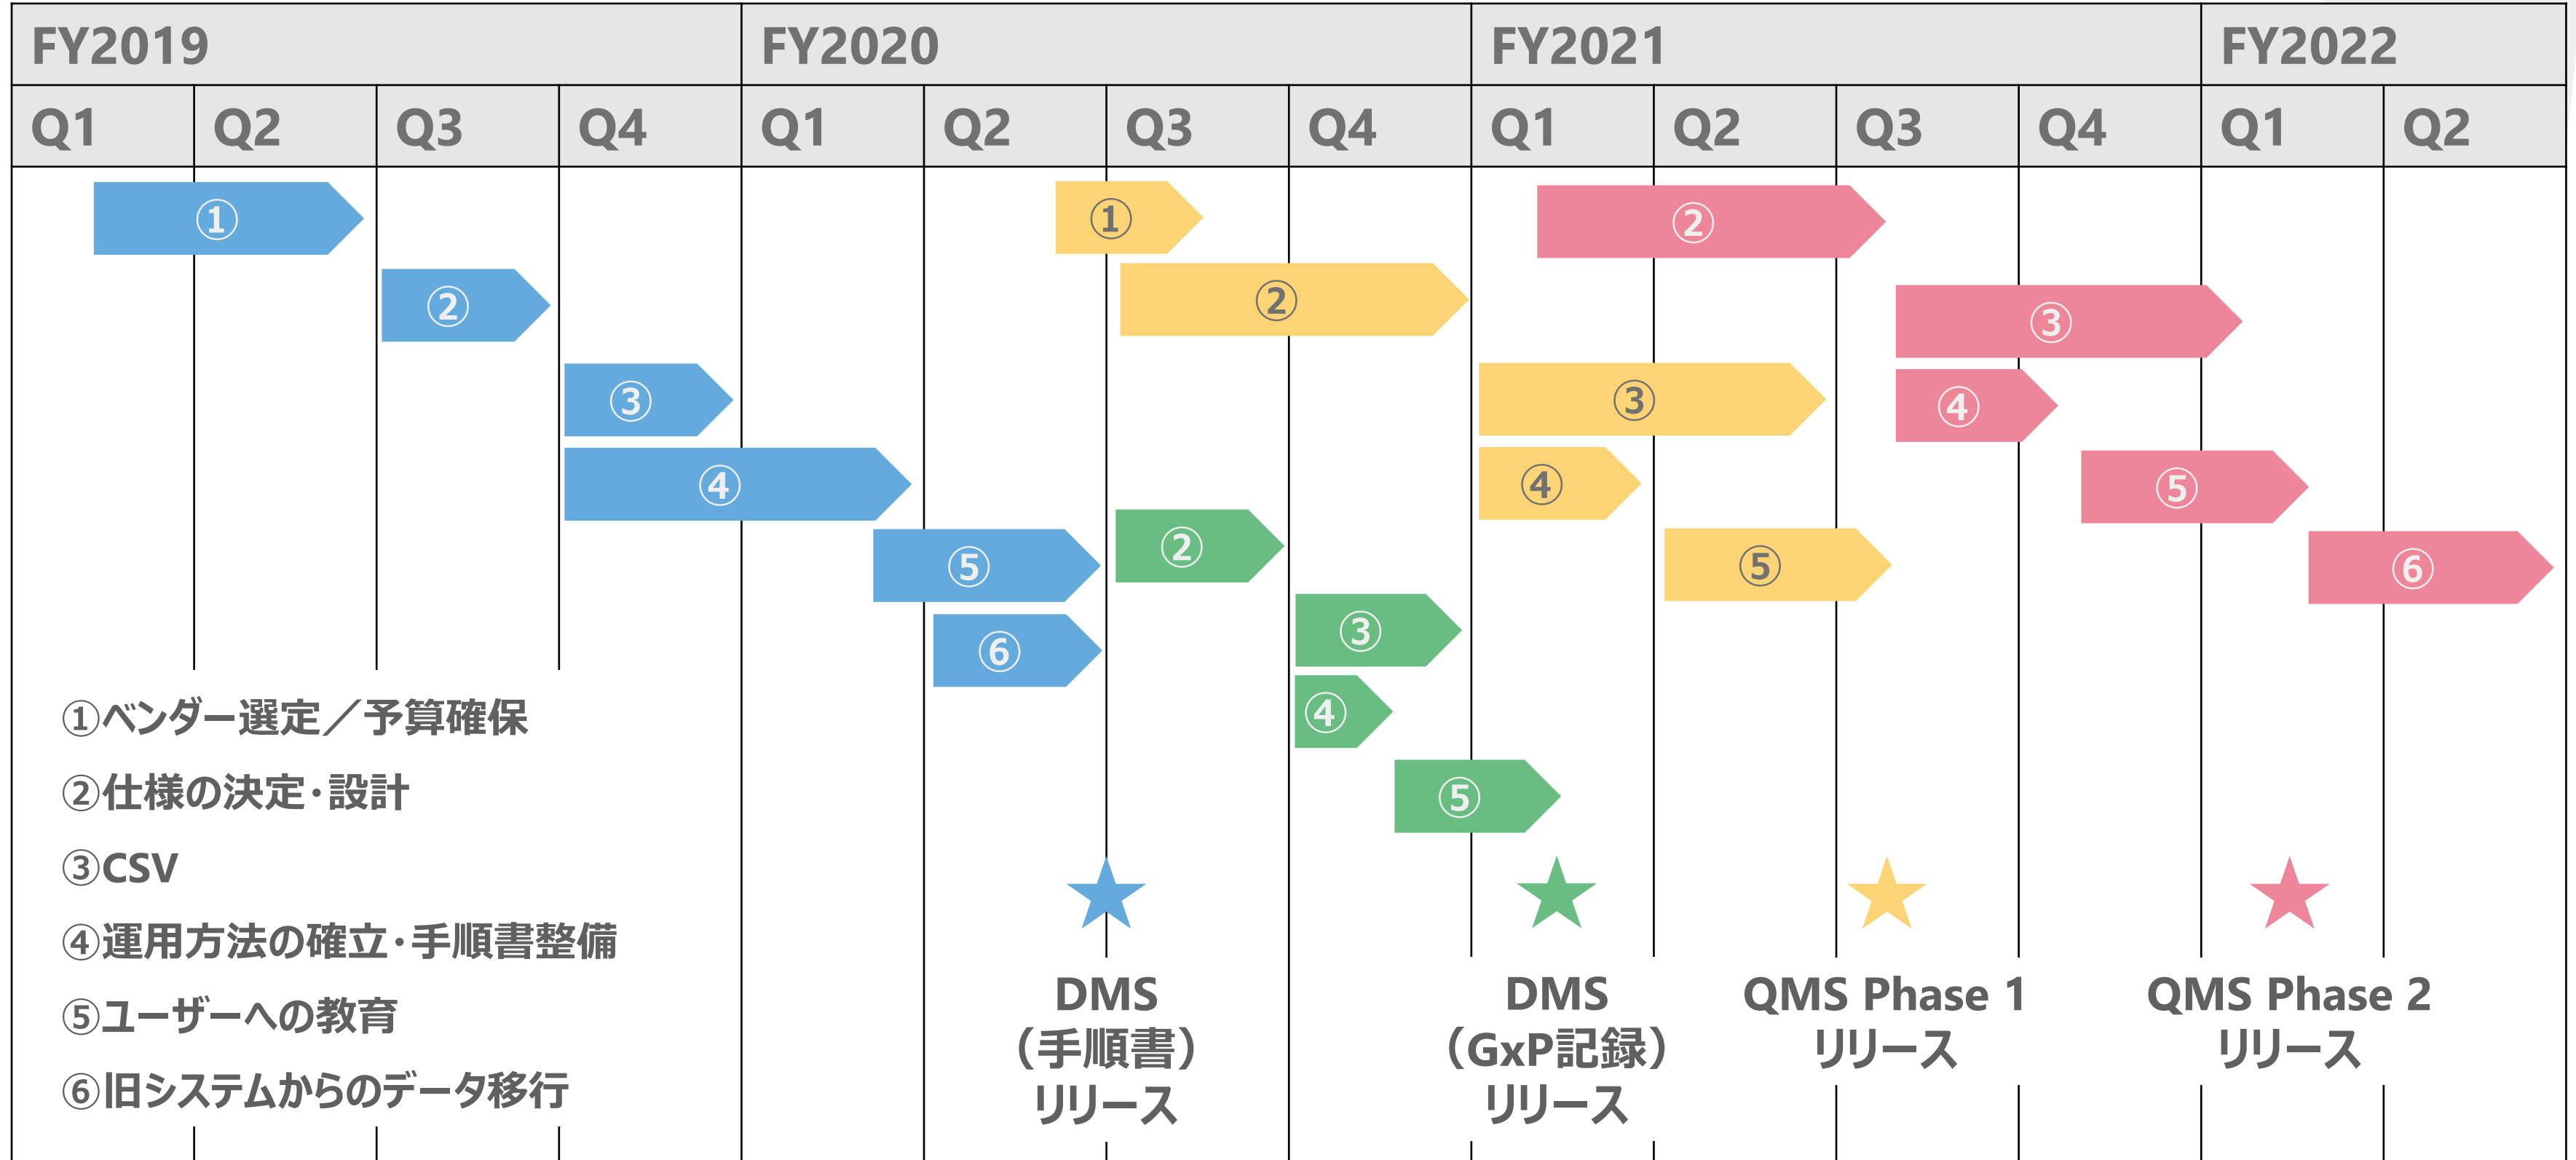 FY2019 FY2020 FY2021 FY2022
Q1 Q2 Q3 Q4 Q1 Q2 Q3 Q4 Q1 Q2 Q3 Q4 Q1 Q2
① ① ②
② ② ③
③ ③ ④
④ ④ ⑤
⑤ ② ⑤ ⑥
⑥ ③
④
⑤
①ベンダー選定／予算確保
②仕様の決定・設計
③CSV
④運用方法の確立・手順書整備
⑤ユーザーへの教育
⑥旧システムからのデータ移行
DMS
（手順書）
リリース
DMS
（GxP記録）
リリース
QMS Phase 1
リリース
QMS Phase 2
リリース